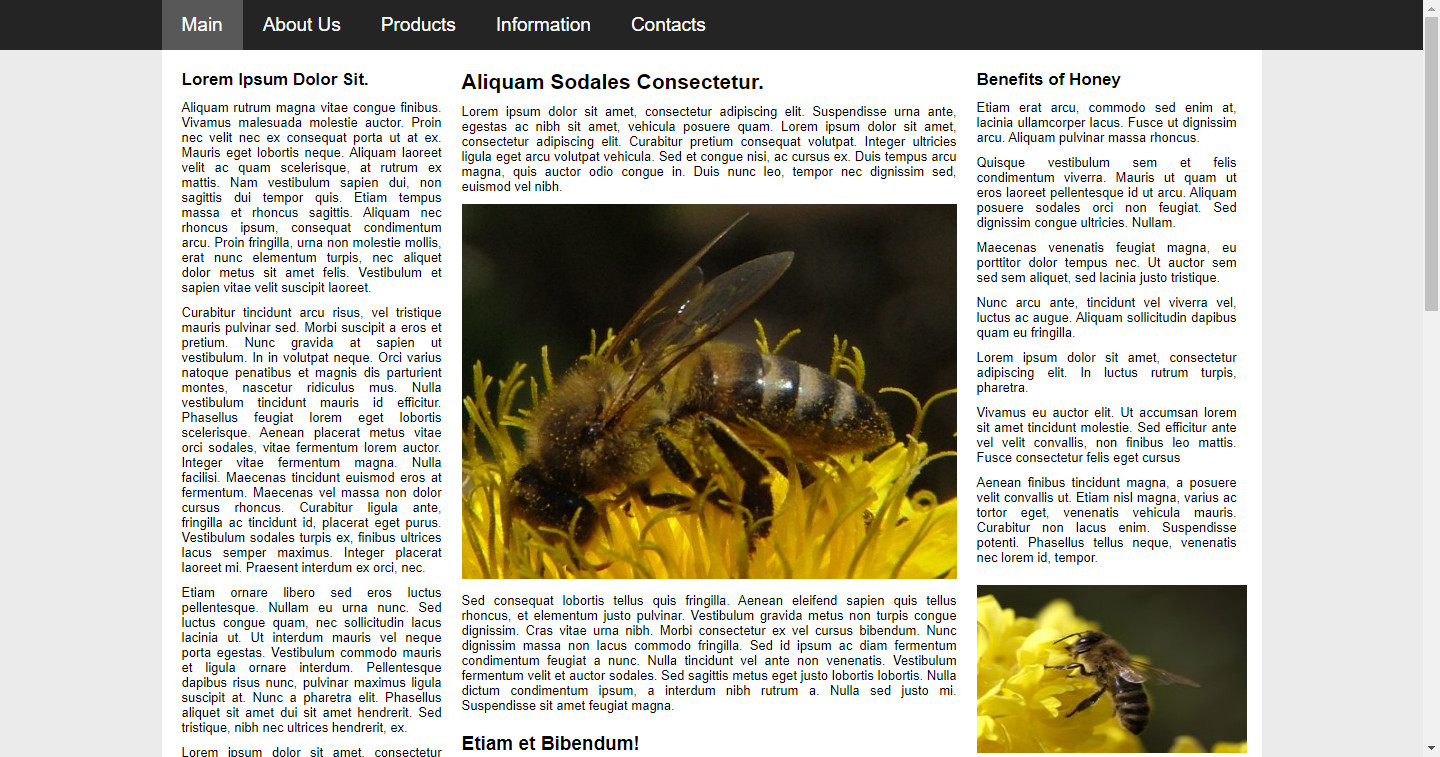 Main
About Us
Products
Information
Contacts
Lorem Ipsum Dolor Sit.
Aliquam rutrum magna vitae congue finibus.
Vivamus malesuada molestie auctor. Proin
nec velit nec ex consequat porta ut at ex.
Mauris eget lobortis neque. Aliquam laoreet
velit ac quam scelerisque, at rutrum ex
mattis. Nam vestibulum sapien dui, non
sagittis dui tempor quis. Etiam tempus
massa et rhoncus sagittis. Aliquam nec
rhoncus ipsum, consequat condimentum
arcu. Proin fringilla, urna non molestie mollis,
erat nunc elementum turpis, nec aliquet
dolor metus sit amet felis. Vestibulum et
sapien vitae velit suscipit laoreet.
Curabitur tincidunt arcu risus, vel tristique
mauris pulvinar sed. Morbi suscipit a eros et
pretium. Nunc gravida at sapien ut
vestibulum. In in volutpat neque. Orci varius
natoque penatibus et magnis dis parturient
montes, nascetur ridiculus mus. Nulla
vestibulum tincidunt mauris id efficitur.
Phasellus feugiat lorem eget lobortis
scelerisque. Aenean placerat metus vitae
orci sodales, vitae fermentum lorem auctor.
Integer vitae fermentum magna. Nulla
facilisi. Maecenas tincidunt euismod eros at
fermentum. Maecenas vel massa non dolor
cursus rhoncus. Curabitur ligula ante,
fringilla ac tincidunt id, placerat eget purus.
Vestibulum sodales turpis ex, finibus ultrices
lacus semper maximus. Integer placerat
laoreet mi. Praesent interdum ex orci, nec.
Etiam ornare libero sed eros luctus
pellentesque. Nullam eu urna nunc. Sed
luctus congue quam, nec sollicitudin lacus
lacinia ut. Ut interdum mauris vel neque
porta egestas. Vestibulum commodo mauris
et ligula ornare interdum. Pellentesque
dapibus risus nunc, pulvinar maximus ligula
suscipit at. Nunc a pharetra elit. Phasellus
aliquet sit amet dui sit amet hendrerit. Sed
tristique, nibh nec ultrices hendrerit, ex.
Lorem ipsum dolor sit amet, consectetur
Aliquam Sodales Consectetur.
Lorem ipsum dolor sit amet, consectetur adipiscing elit. Suspendisse urna ante,
egestas ac nibh sit amet, vehicula posuere quam. Lorem ipsum dolor sit amet,
consectetur adipiscing elit. Curabitur pretium consequat volutpat. Integer ultricies
ligula eget arcu volutpat vehicula. Sed et congue nisi, ac cursus ex. Duis tempus arcu
magna, quis auctor odio congue in. Duis nunc leo, tempor nec dignissim sed,
euismod vel nibh.
Sed consequat lobortis tellus quis fringilla. Aenean eleifend sapien quis tellus
rhoncus, et elementum justo pulvinar. Vestibulum gravida metus non turpis congue
dignissim. Cras vitae urna nibh. Morbi consectetur ex vel cursus bibendum. Nunc
dignissim massa non lacus commodo fringilla. Sed id ipsum ac diam fermentum
condimentum feugiat a nunc. Nulla tincidunt vel ante non venenatis. Vestibulum
fermentum velit et auctor sodales. Sed sagittis metus eget justo lobortis lobortis. Nulla
dictum condimentum ipsum, a interdum nibh rutrum a. Nulla sed justo mi.
Suspendisse sit amet feugiat magna.
Etiam et Bibendum!
Benefits of Honey
Etiam erat arcu, commodo sed enim at,
lacinia ullamcorper lacus. Fusce ut dignissim
arcu. Aliquam pulvinar massa rhoncus.
Quisque vestibulum sem et felis
condimentum viverra. Mauris ut quam ut
eros laoreet pellentesque id ut arcu. Aliquam
posuere sodales orci non feugiat. Sed
dignissim congue ultricies. Nullam.
Maecenas venenatis feugiat magna, eu
porttitor dolor tempus nec. Ut auctor sem
sed sem aliquet, sed lacinia justo tristique.
Nunc arcu ante, tincidunt vel viverra vel,
luctus ac augue. Aliquam sollicitudin dapibus
quam eu fringilla.
Lorem ipsum dolor sit amet, consectetur
adipiscing elit. In luctus rutrum turpis,
pharetra.
Vivamus eu auctor elit. Ut accumsan lorem
sit amet tincidunt molestie. Sed efficitur ante
vel velit convallis, non finibus leo mattis.
Fusce consectetur felis eget cursus
Aenean finibus tincidunt magna, a posuere
velit convallis ut. Etiam nisl magna, varius ac
tortor eget, venenatis vehicula mauris.
Curabitur non lacus enim. Suspendisse
potenti. Phasellus tellus neque, venenatis
nec lorem id, tempor.